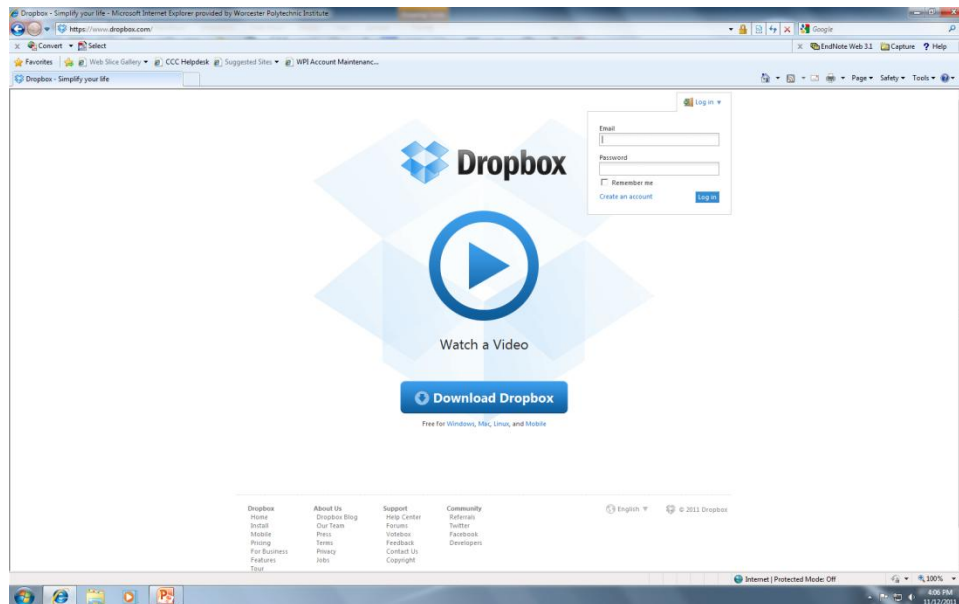 Dropbox - Simplify your life - Microsoft Internet Explorer provided by Worcester Polytechnic Institute
https://www.dropbox.com/
Google
x Convert Select
x EndNote Web 3.1 Capture ? Help
Favorites Web Slice Gallery CCC Helpdesk Suggested Sites WPI Account Maintenanc...
Dropbox - Simplify your life
Page Safety Tools
Log in
Email
Password
Remember me
Create an account Log in
Dropbox
Watch a Video
Download Dropbox
Free for Windows, Mac, Linux, and Mobile
Dropbox About Us Support Community
Home Dropbox Blog Help Center Referrals
Install Our Team Forums Twitter
Mobile Press Votebox Facebook
Pricing Terms Feedback Developers
For Business Privacy Contact Us
Features Jobs Copyright
Tour
English © 2011 Dropbox
Internet | Protected Mode: Off 100%
4:06 PM
11/12/2011